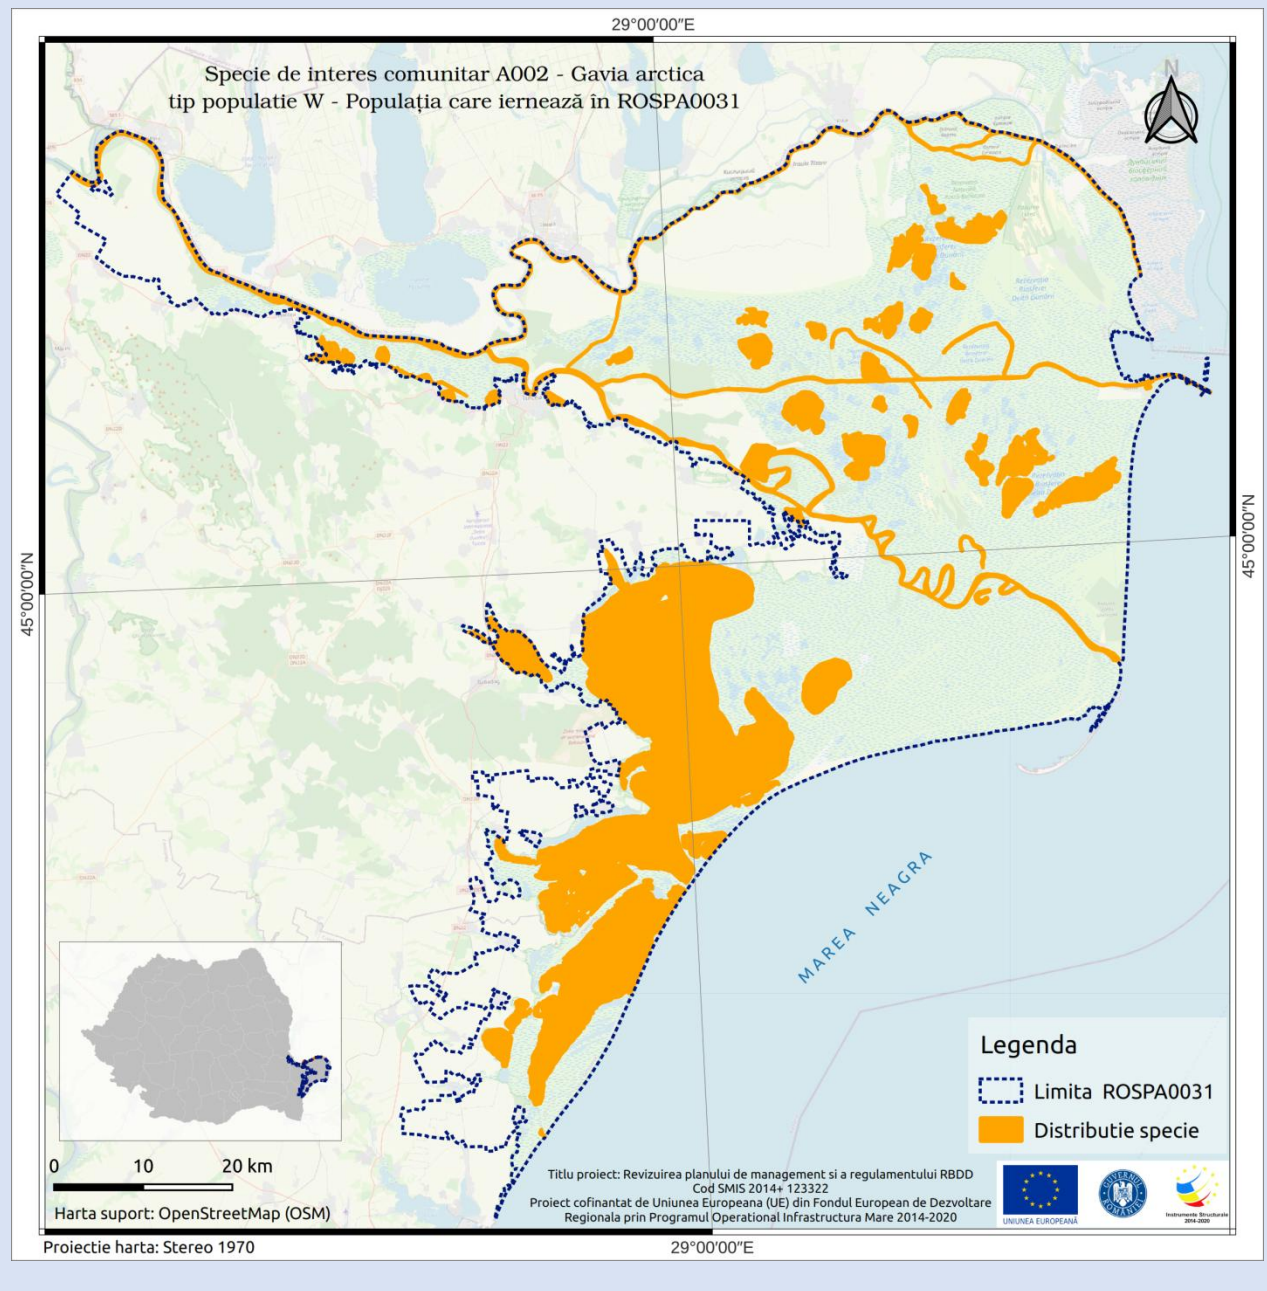 29°00′00″E
Specie de interes comunitar A002 - Gavia arctica
tip populatie W - Populația care iernează în ROSPA0031
N
45°00′00″N
45°00′00″N
MAREA NEAGRA
Legenda
Limita ROSPA0031
Distributie specie
0 10 20 km
Harta suport: OpenStreetMap (OSM)
Titlu proiect: Revizuirea planului de management si a regulamentului RBDD
Cod SMIS 2014+ 123322
Proiect cofinantat de Uniunea Europeana (UE) din Fondul European de Dezvoltare
Regionala prin Programul Operational Infrastructura Mare 2014-2020
UNIUNEA EUROPEANĂ
GUVERNUL ROMÂNIEI
Instrumente Structurale
2014-2020
Proiectie harta: Stereo 1970
29°00′00″E